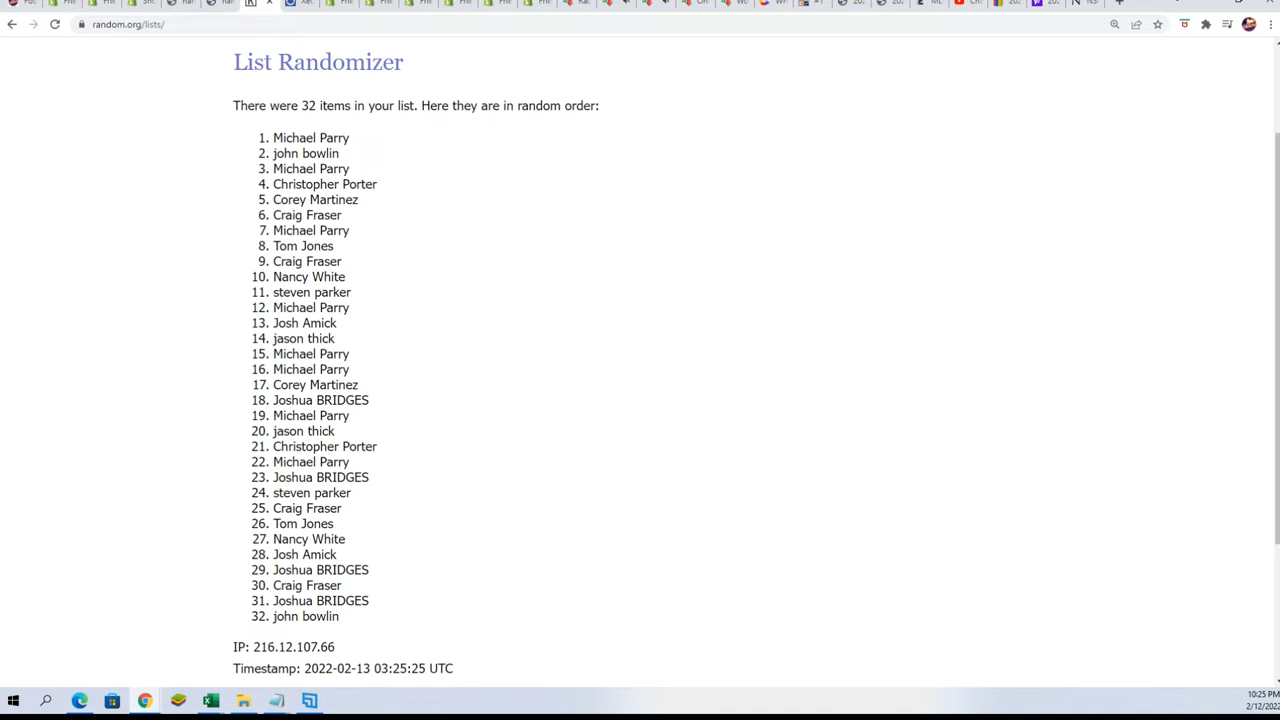 random.org/lists/
List Randomizer
There were 32 items in your list. Here they are in random order:
1. Michael Parry
2. john bowlin
3. Michael Parry
4. Christopher Porter
5. Corey Martinez
6. Craig Fraser
7. Michael Parry
8. Tom Jones
9. Craig Fraser
10. Nancy White
11. steven parker
12. Michael Parry
13. Josh Amick
14. jason thick
15. Michael Parry
16. Michael Parry
17. Corey Martinez
18. Joshua BRIDGES
19. Michael Parry
20. jason thick
21. Christopher Porter
22. Michael Parry
23. Joshua BRIDGES
24. steven parker
25. Craig Fraser
26. Tom Jones
27. Nancy White
28. Josh Amick
29. Joshua BRIDGES
30. Craig Fraser
31. Joshua BRIDGES
32. john bowlin
IP: 216.12.107.66
Timestamp: 2022-02-13 03:25:25 UTC
10:25 PM